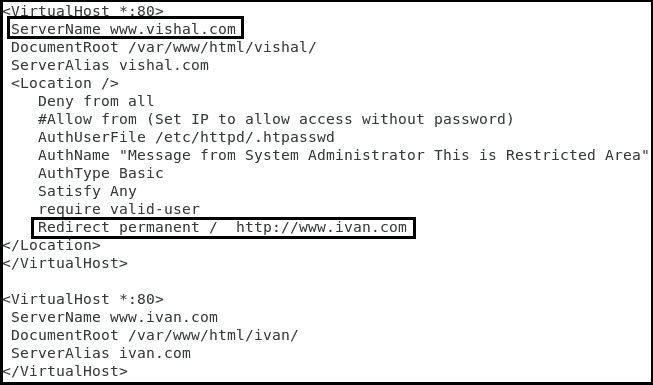 <VirtualHost *:80>
ServerName www.vishal.com
DocumentRoot /var/www/html/vishal/
ServerAlias vishal.com
<Location />
Deny from all
#Allow from (Set IP to allow access without password)
AuthUserFile /etc/httpd/.htpasswd
AuthName "Message from System Administrator This is Restricted Area"
AuthType Basic
Satisfy Any
require valid-user
Redirect permanent / http://www.ivan.com
</Location>
</VirtualHost>
<VirtualHost *:80>
ServerName www.ivan.com
DocumentRoot /var/www/html/ivan/
ServerAlias ivan.com
</VirtualHost>